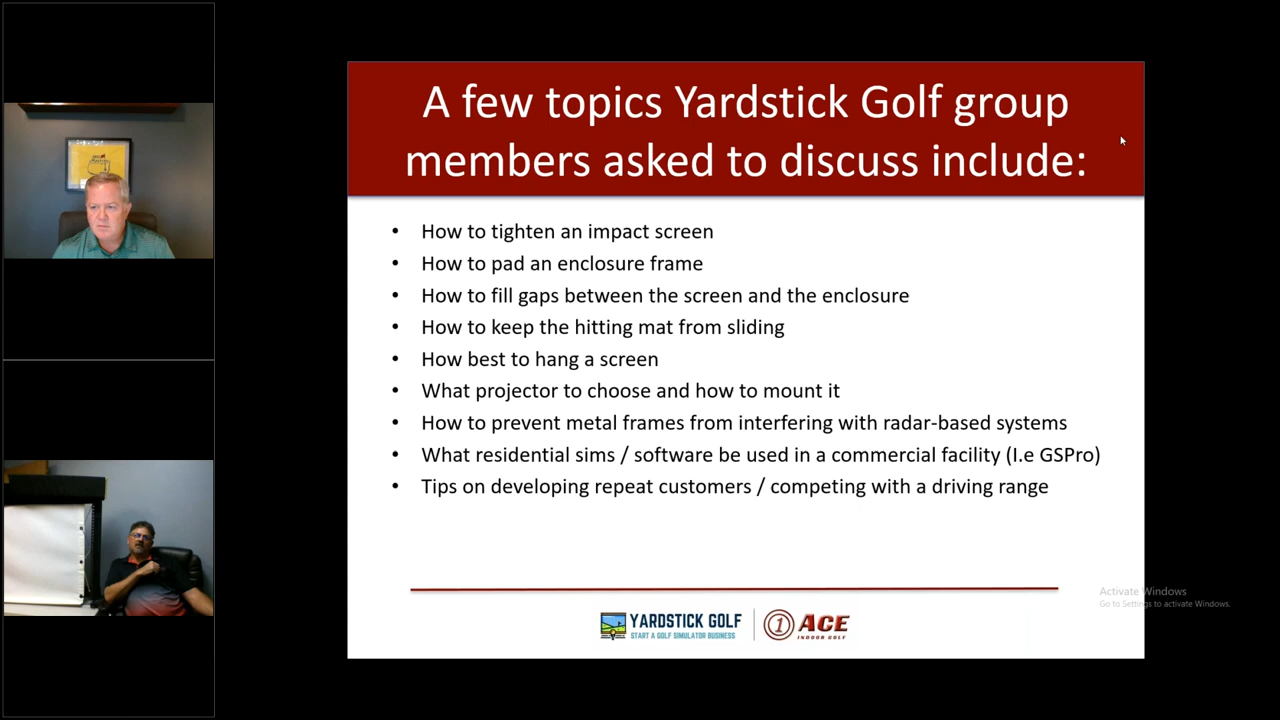 A few topics Yardstick Golf group
members asked to discuss include:
• How to tighten an impact screen
• How to pad an enclosure frame
• How to fill gaps between the screen and the enclosure
• How to keep the hitting mat from sliding
• How best to hang a screen
• What projector to choose and how to mount it
• How to prevent metal frames from interfering with radar-based systems
• What residential sims / software be used in a commercial facility (I.e GSPro)
• Tips on developing repeat customers / competing with a driving range
Activate Windows
Go to Settings to activate Windows.
YARDSTICK GOLF
START A GOLF SIMULATOR BUSINESS
1 ACE
INDOOR GOLF